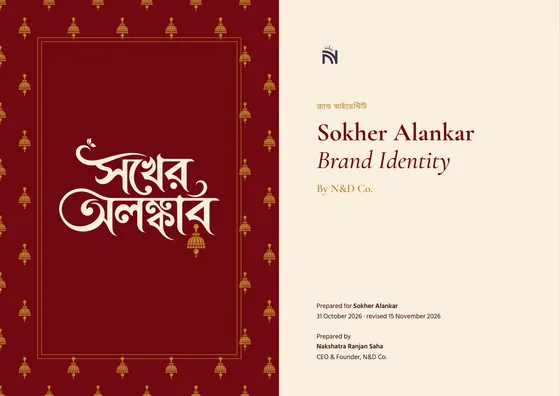 সখের
অলঙ্কার
ব্র্যান্ড আইডেন্টিটি
Sokher Alankar
Brand Identity
By N&D Co.
Prepared for Sokher Alankar
31 October 2026 · revised 15 November 2026
Prepared by
Nakshatra Ranjan Saha
CEO & Founder, N&D Co.